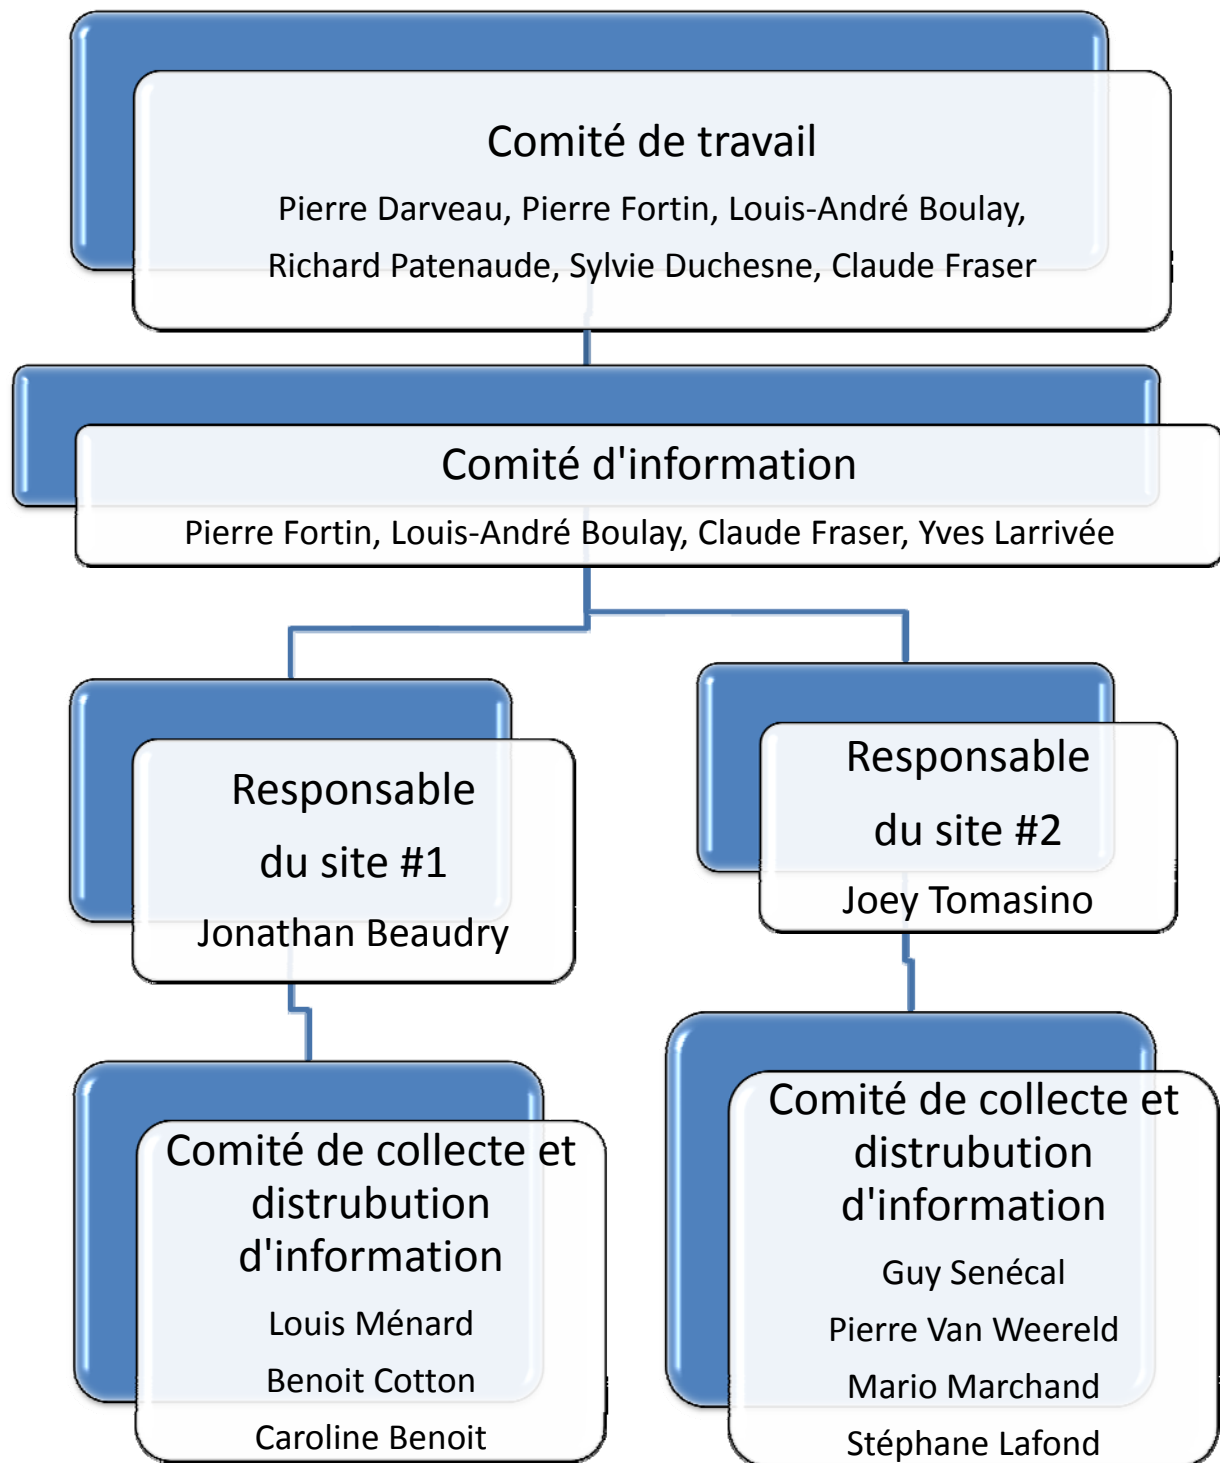 Comité de travail
Pierre Darveau, Pierre Fortin, Louis-André Boulay,
Richard Patenaude, Sylvie Duchesne, Claude Fraser
Comité d'information
Pierre Fortin, Louis-André Boulay, Claude Fraser, Yves Larrivée
Responsable
du site #1
Jonathan Beaudry
Responsable
du site #2
Joey Tomasino
Comité de collecte et
distrubution
d'information
Louis Ménard
Benoit Cotton
Caroline Benoit
Comité de collecte et
distrubution
d'information
Guy Senécal
Pierre Van Weereld
Mario Marchand
Stéphane Lafond